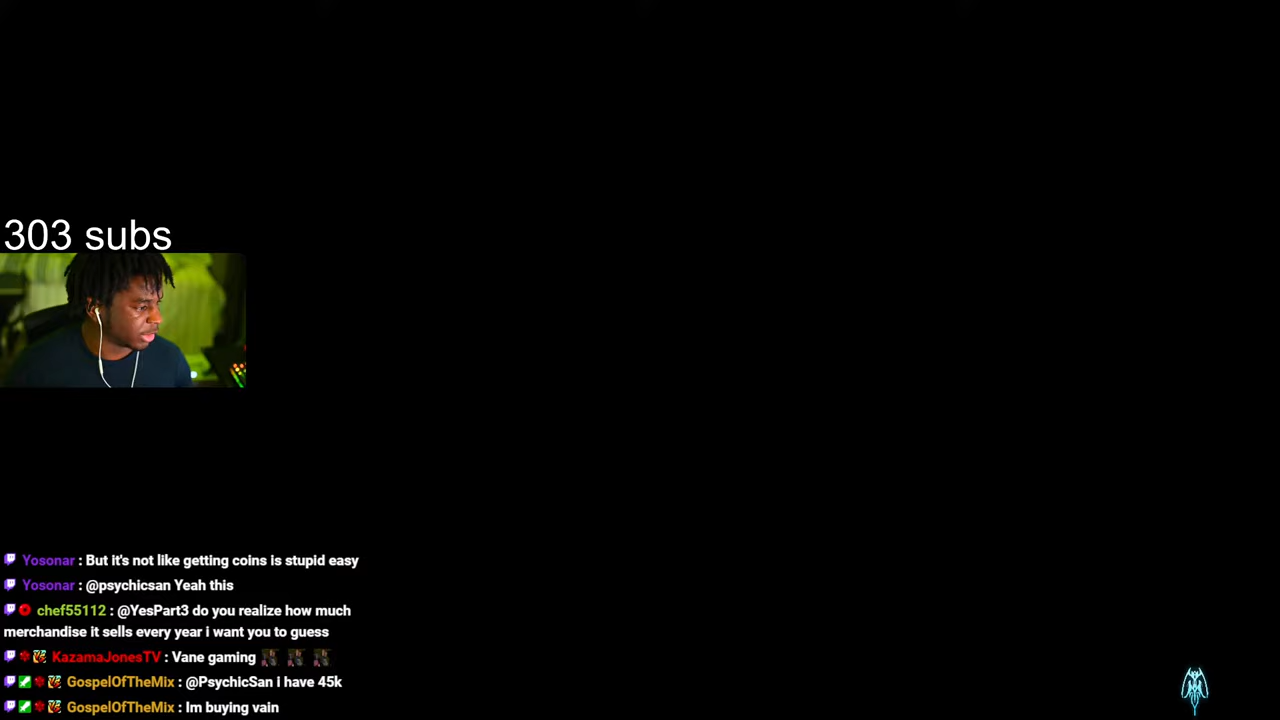 303 subs
Yosonar : But it's not like getting coins is stupid easy
Yosonar : @psychicsan Yeah this
chef55112 : @YesPart3 do you realize how much
merchandise it sells every year i want you to guess
KazamaJonesTV : Vane gaming
GospelOfTheMix : @PsychicSan i have 45k
GospelOfTheMix : Im buying vain